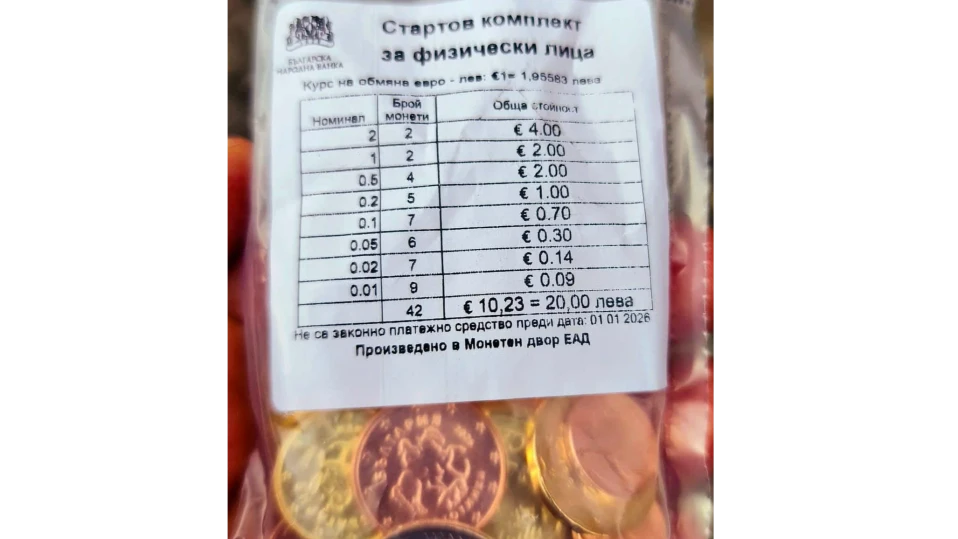 Стартов комплект
за физически лица
БЪЛГАРСКА
НАРОДНА БАНКА
Курс на обмяна евро - лев: €1= 1,95583 лева
Номинал Брой монети Обща стойност
2 2 € 4.00
1 2 € 2.00
0.5 4 € 2.00
0.2 5 € 1.00
0.1 7 € 0.70
0.05 6 € 0.30
0.02 7 € 0.14
0.01 9 € 0.09
42 € 10,23 = 20,00 лева
Не са законно платежно средство преди дата: 01 01 2026
Произведено в Монетен двор ЕАД
БЪЛГАРИЯ